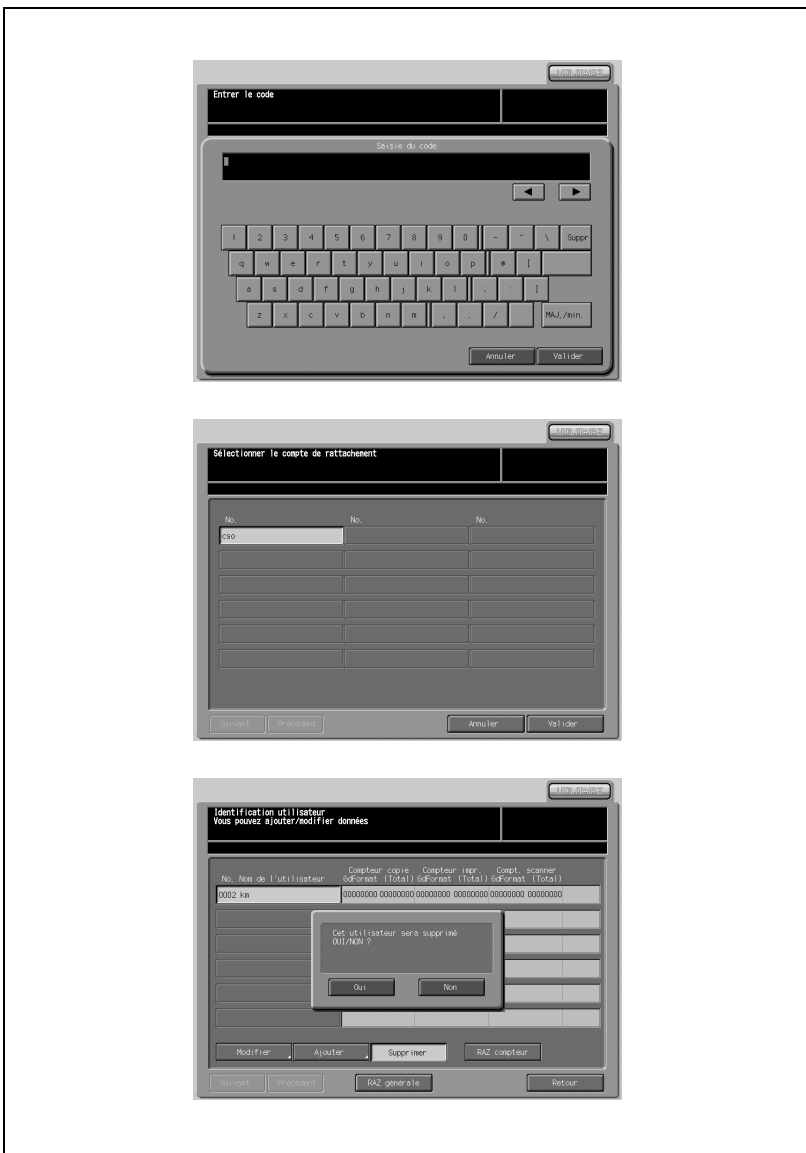 UTILITAIRE
Entrer le code
Saisie du code
1 2 3 4 5 6 7 8 9 0 - ^ \ Suppr
q w e r t y u i o p @ [
a s d f g h j k l ; : ]
z x c v b n m , . / MAJ./min.
Annuler Valider
UTILITAIRE
Sélectionner le compte de rattachement
No. No. No.
cso
Suivant Précédent Annuler Valider
UTILITAIRE
Identification utilisateur
Vous pouvez ajouter/modifier données
Compteur copie Compteur impr. Compt. scanner
No. Nom de l'utilisateur GdFormat (Total) GdFormat (Total) GdFormat (Total)
0002 km 00000000 00000000 00000000 00000000 00000000 00000000
Cet utilisateur sera supprimé
OUI/NON ?
Oui Non
Modifier Ajouter Supprimer RAZ compteur
Suivant Précédent RAZ générale Retour